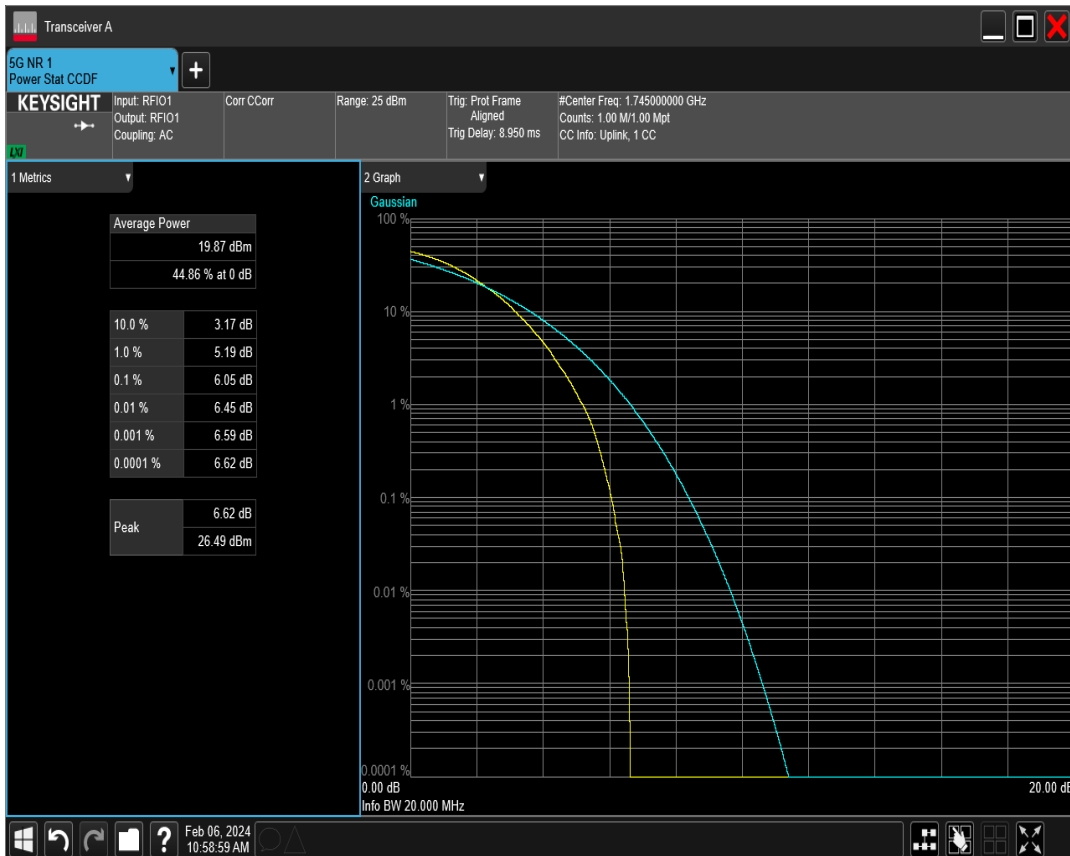 Transceiver A
5G NR 1
Power Stat CCDF
+
KEYSIGHT
LXI
Input: RFIO1
Output: RFIO1
Coupling: AC
Corr CCorr
Range: 25 dBm
Trig: Prot Frame
Aligned
Trig Delay: 8.950 ms
#Center Freq: 1.745000000 GHz
Counts: 1.00 M/1.00 Mpt
CC Info: Uplink, 1 CC
1 Metrics
Average Power
19.87 dBm
44.86 % at 0 dB
10.0 % 3.17 dB
1.0 % 5.19 dB
0.1 % 6.05 dB
0.01 % 6.45 dB
0.001 % 6.59 dB
0.0001 % 6.62 dB
Peak
6.62 dB
26.49 dBm
2 Graph
Gaussian
100 %
10 %
1 %
0.1 %
0.01 %
0.001 %
0.0001 %
0.00 dB 20.00 dB
Info BW 20.000 MHz
?
Feb 06, 2024
10:58:59 AM